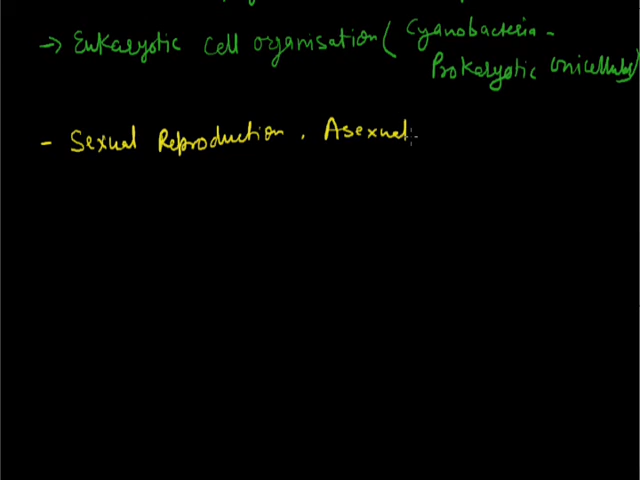 → Eukaryotic cell organisation ( Cyanobacteria -
Prokaryotic unicellular)
- Sexual Reproduction, Asexual